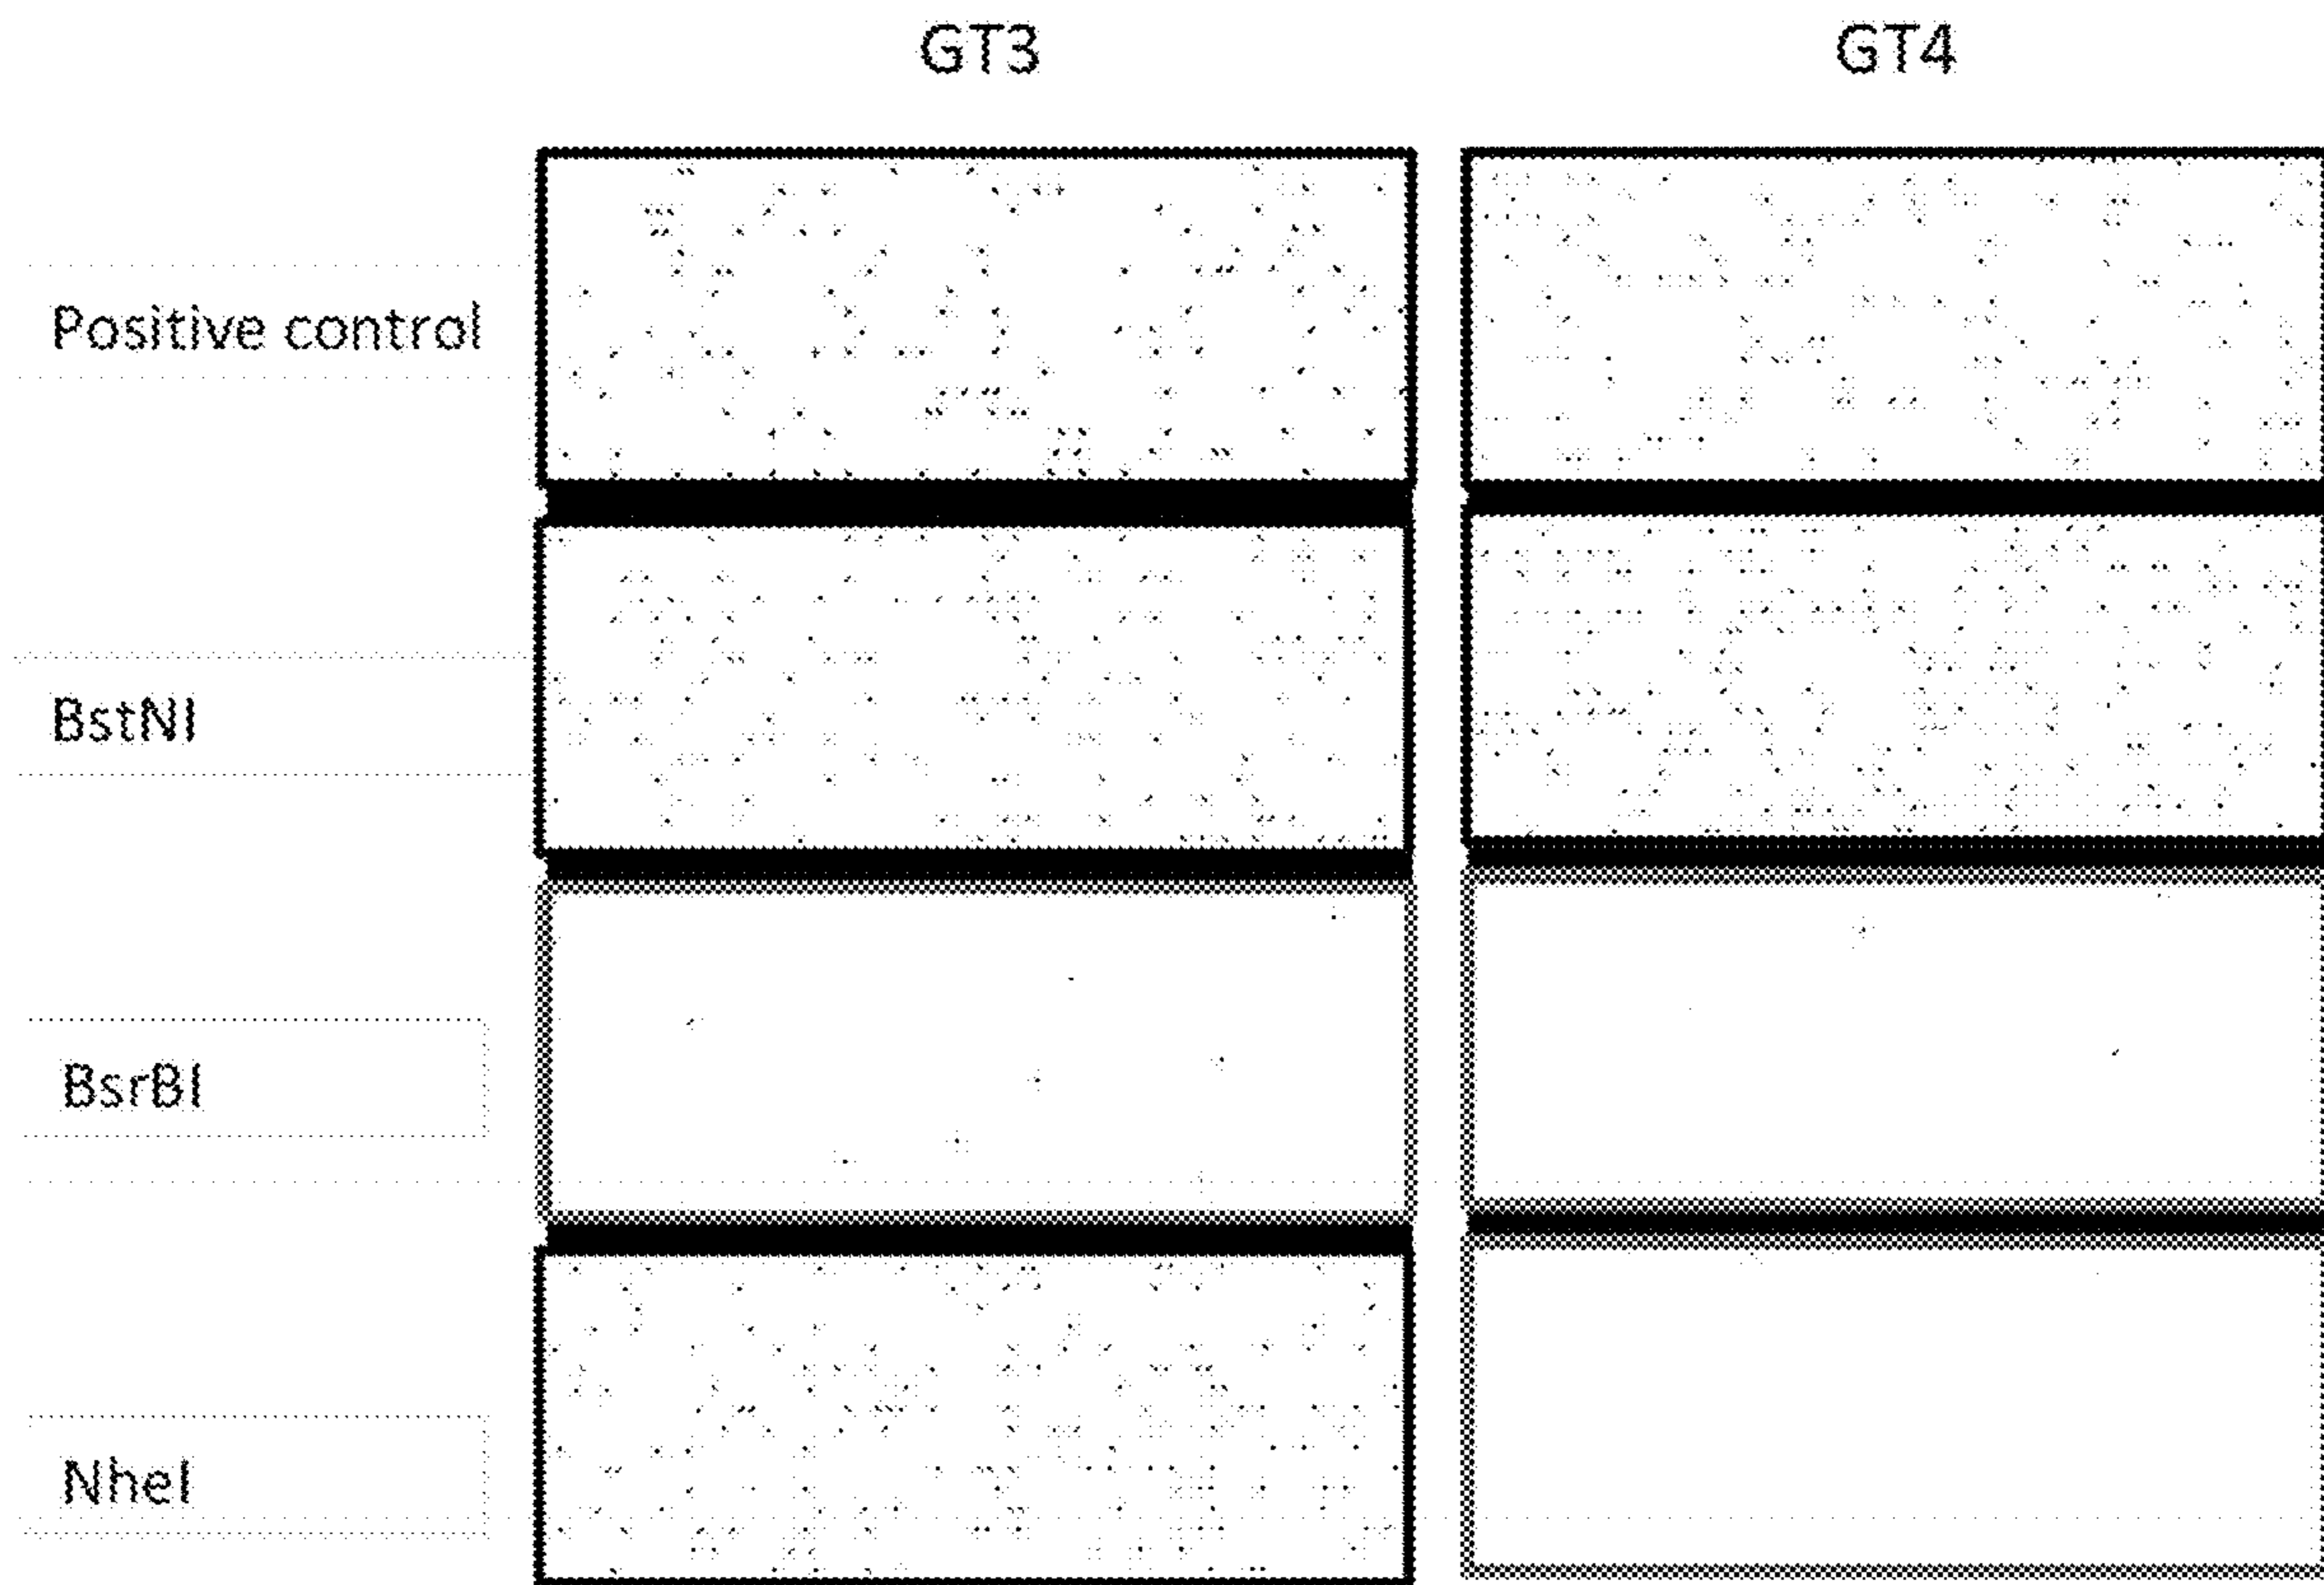 GT3 GT4
Positive control
BstNI
BsrBI
NheI